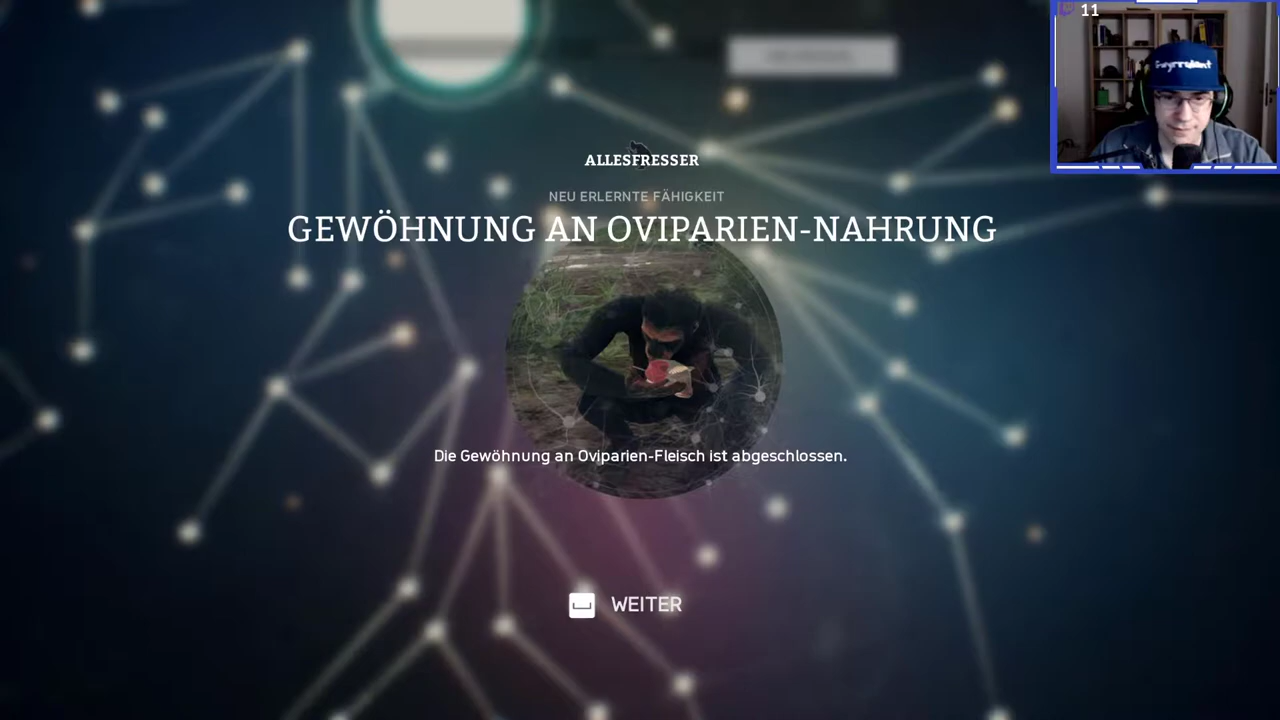 11
ALLESFRESSER
NEU ERLERNTE FÄHIGKEIT
GEWÖHNUNG AN OVIPARIEN-NAHRUNG
Die Gewöhnung an Oviparien-Fleisch ist abgeschlossen.
WEITER